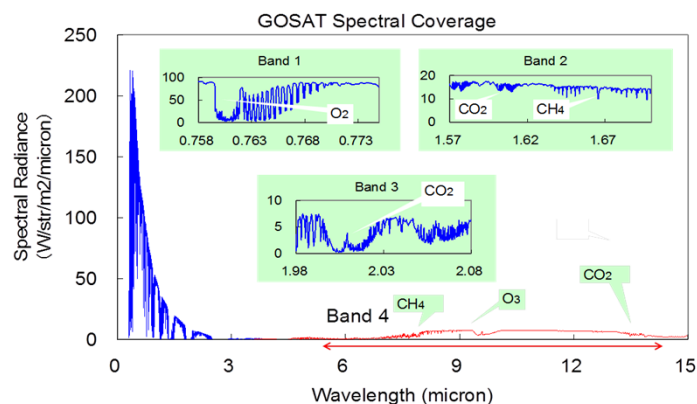 GOSAT Spectral Coverage
Spectral Radiance
(W/str/m2/micron)
250
200
150
100
50
0
Band 1
100
50
0
O2
0.758 0.763 0.768 0.773
Band 2
20
10
0
CO2 CH4
1.57 1.62 1.67
Band 3
10
5
0
CO2
1.98 2.03 2.08
Band 4
CH4 O3 CO2
0 3 6 9 12 15
Wavelength (micron)